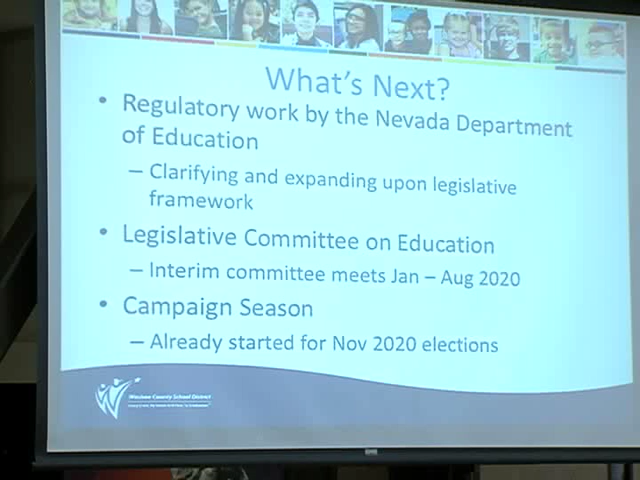 What's Next?
• Regulatory work by the Nevada Department
of Education
– Clarifying and expanding upon legislative
framework
• Legislative Committee on Education
– Interim committee meets Jan – Aug 2020
• Campaign Season
– Already started for Nov 2020 elections
Washoe County School District